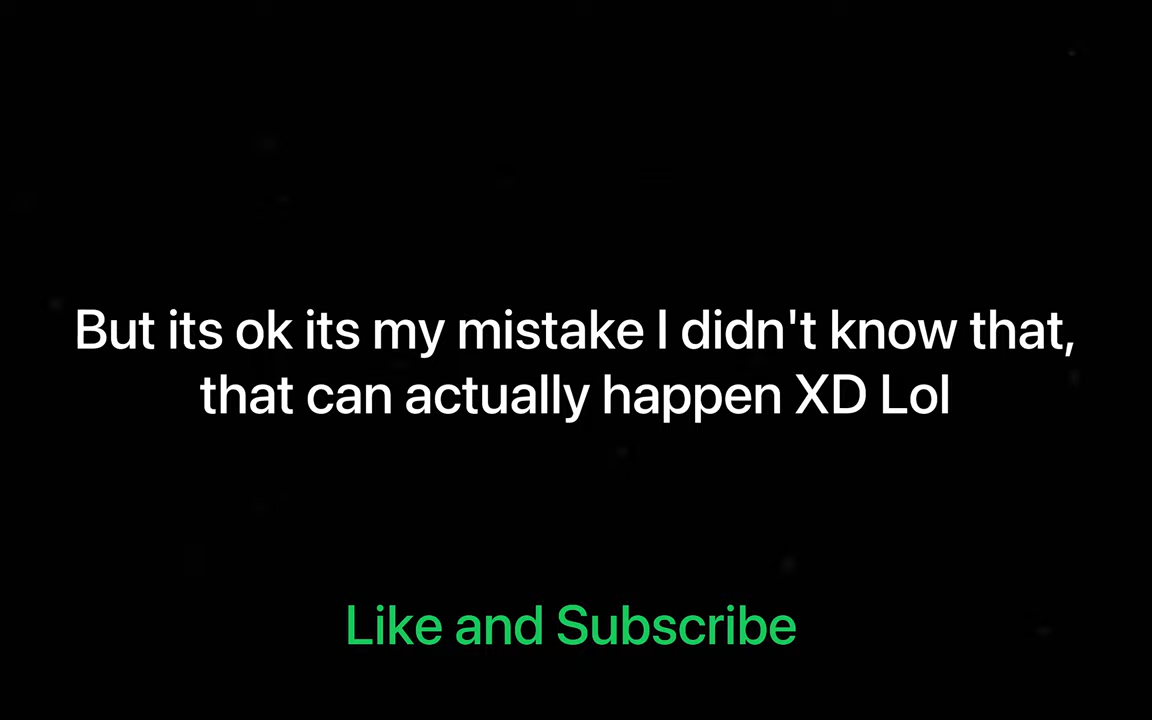 But its ok its my mistake I didn't know that,
that can actually happen XD Lol
Like and Subscribe